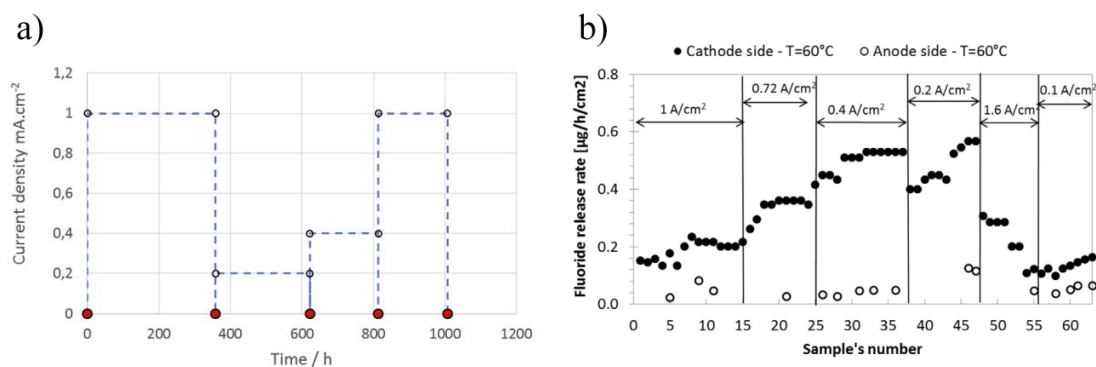 a)
1,2
1
0,8
0,6
0,4
0,2
0
Current density mA.cm⁻²
0 200 400 600 800 1000 1200
Time / h
b)
● Cathode side - T=60°C ○ Anode side - T=60°C
0.8
0.6
0.4
0.2
0.0
Fluoride release rate [µg/h/cm2]
1 A/cm²
0.72 A/cm²
0.4 A/cm²
0.2 A/cm²
1.6 A/cm²
0.1 A/cm²
0 5 10 15 20 25 30 35 40 45 50 55 60
Sample's number